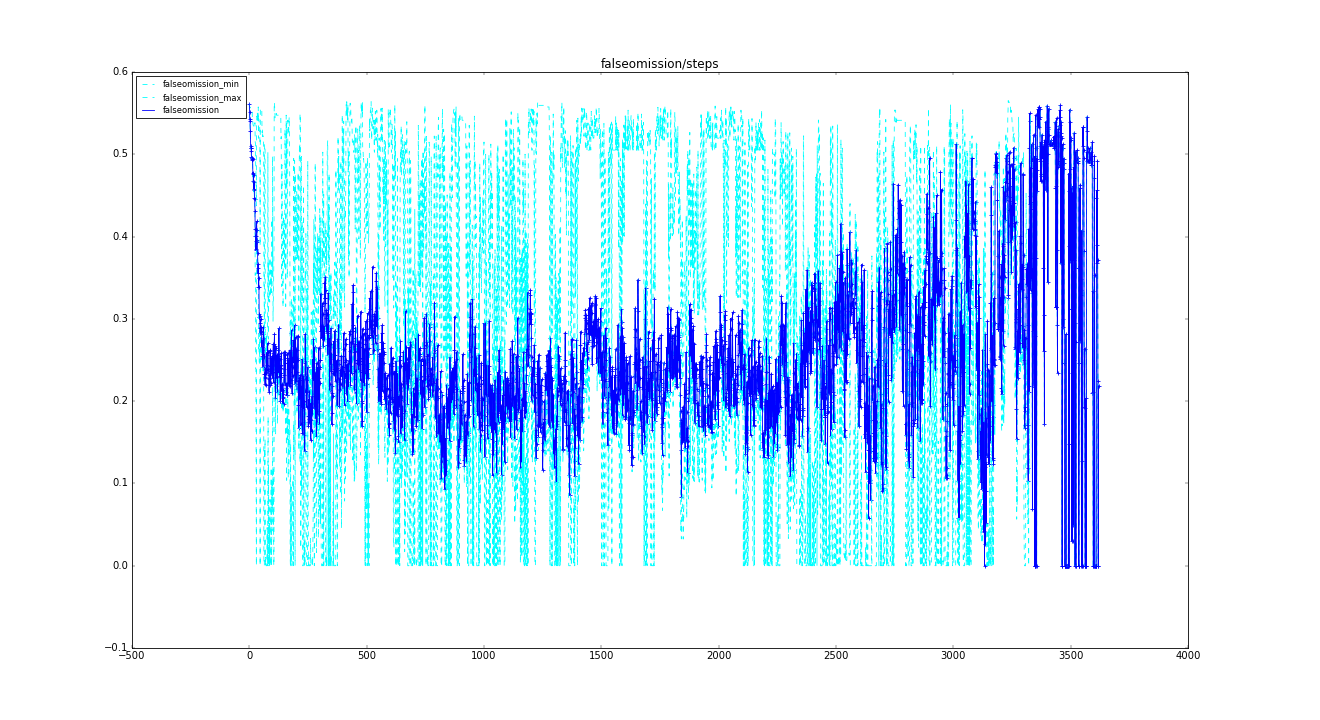 falseomission/steps
0.6
falseomission_min
falseomission_max
falseomission
0.5
0.4
0.3
0.2
0.1
0.0
−0.1
−500 0 500 1000 1500 2000 2500 3000 3500 4000